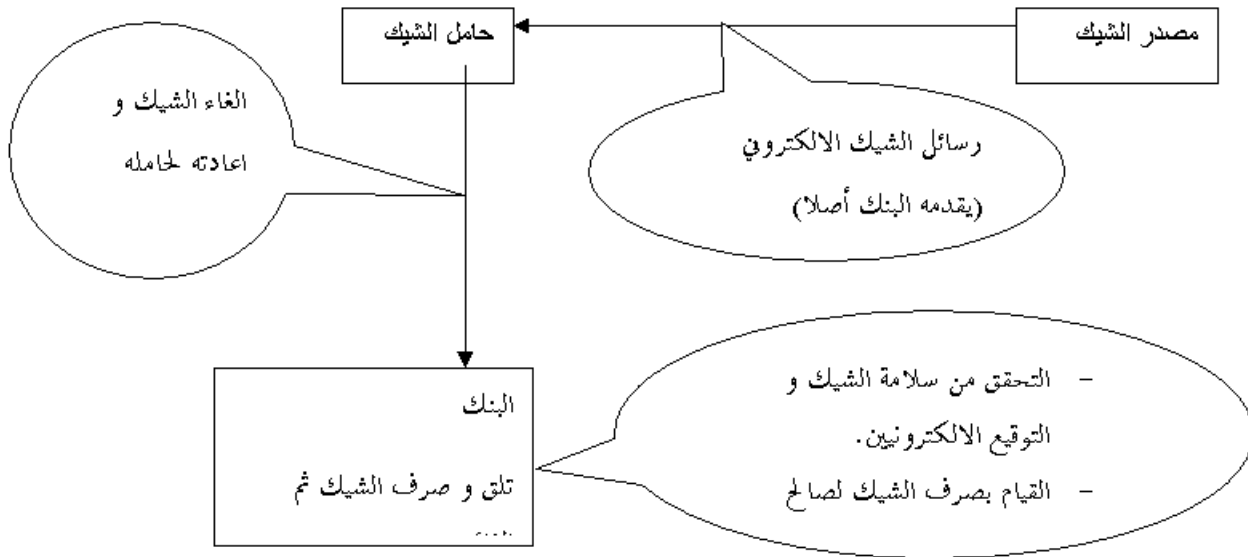 مصدر الشيك
حامل الشيك
رسائل الشيك الالكتروني
(يقدمه البنك أصلا)
الغاء الشيك و
اعادته لحامله
البنك
تلق و صرف الشيك ثم
- التحقق من سلامة الشيك و
التوقيع الالكترونيين.
- القيام بصرف الشيك لصالح